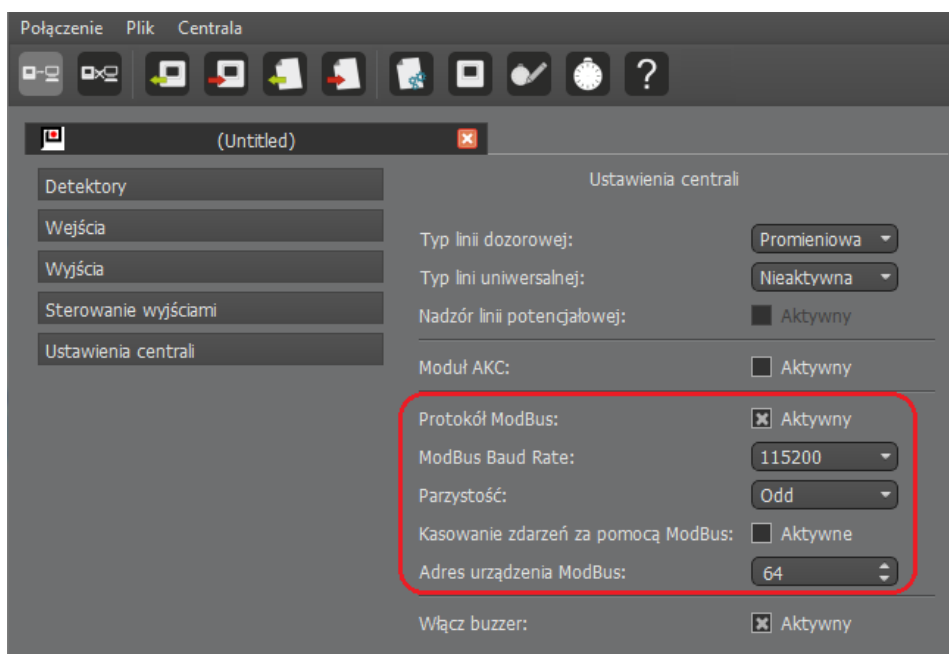 Połączenie Plik Centrala
?
(Untitled)
Detektory
Wejścia
Wyjścia
Sterowanie wyjściami
Ustawienia centrali
Ustawienia centrali
Typ linii dozorowej: Promieniowa
Typ lini uniwersalnej: Nieaktywna
Nadzór linii potencjałowej: Aktywny
Moduł AKC: Aktywny
Protokół ModBus: Aktywny
ModBus Baud Rate: 115200
Parzystość: Odd
Kasowanie zdarzeń za pomocą ModBus: Aktywne
Adres urządzenia ModBus: 64
Włącz buzzer: Aktywny